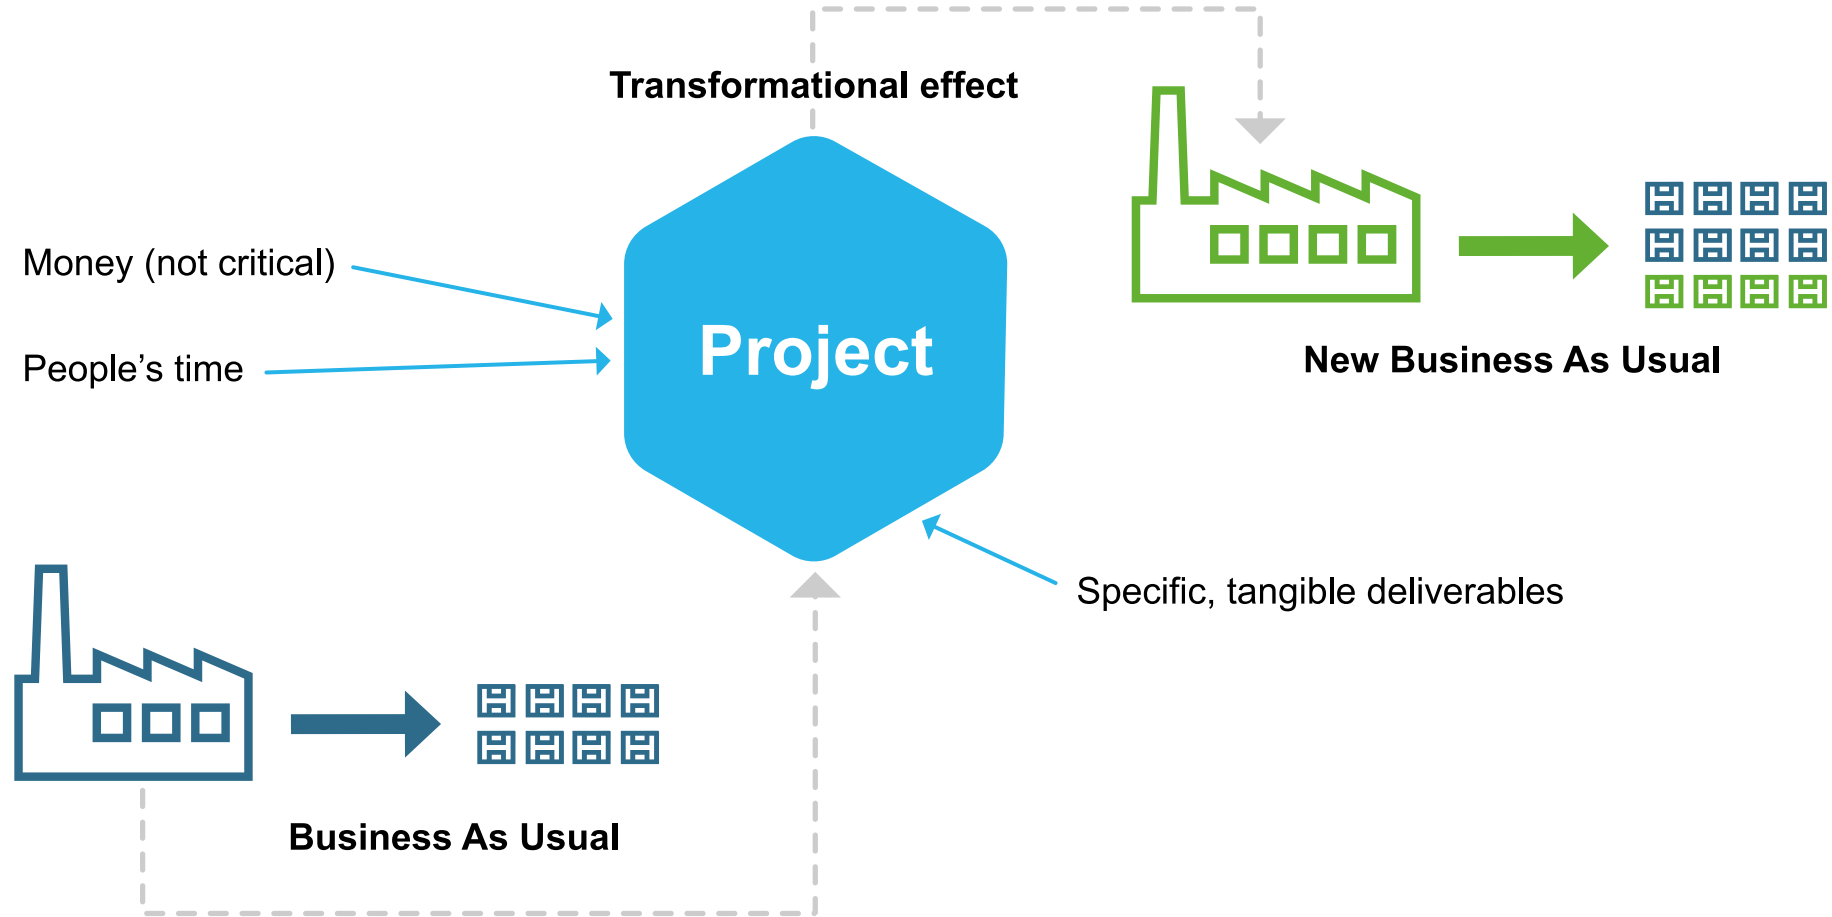 Transformational effect
Money (not critical)
People’s time
Project
New Business As Usual
Specific, tangible deliverables
Business As Usual